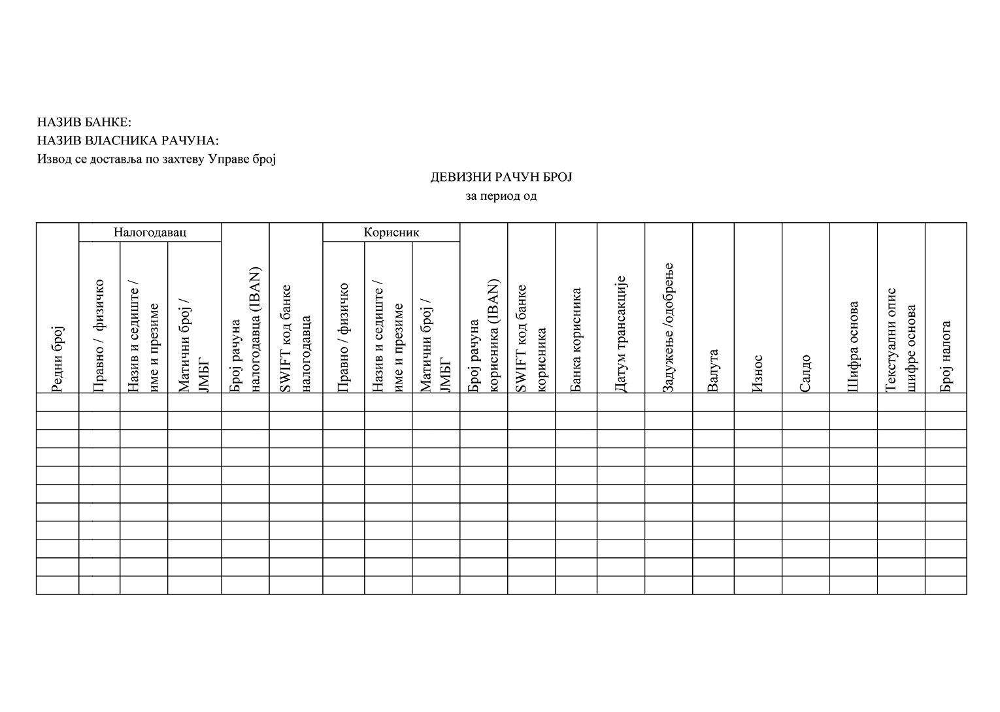 НАЗИВ БАНКЕ:
НАЗИВ ВЛАСНИКА РАЧУНА:
Извод се доставља по захтеву Управе број
ДЕВИЗНИ РАЧУН БРОЈ
за период од
Налогодавац
Корисник
Редни број
Правно / физичко
Назив и седиште /
име и презиме
Матични број /
ЈМБГ
Број рачуна
налогодавца (IBAN)
SWIFT код банке
налогодавца
Правно / физичко
Назив и седиште /
име и презиме
Матични број /
ЈМБГ
Број рачуна
корисника (IBAN)
SWIFT код банке
корисника
Банка корисника
Датум трансакције
Задужење /одобрење
Валута
Износ
Салдо
Шифра основа
Текстуални опис
шифре основа
Број налога